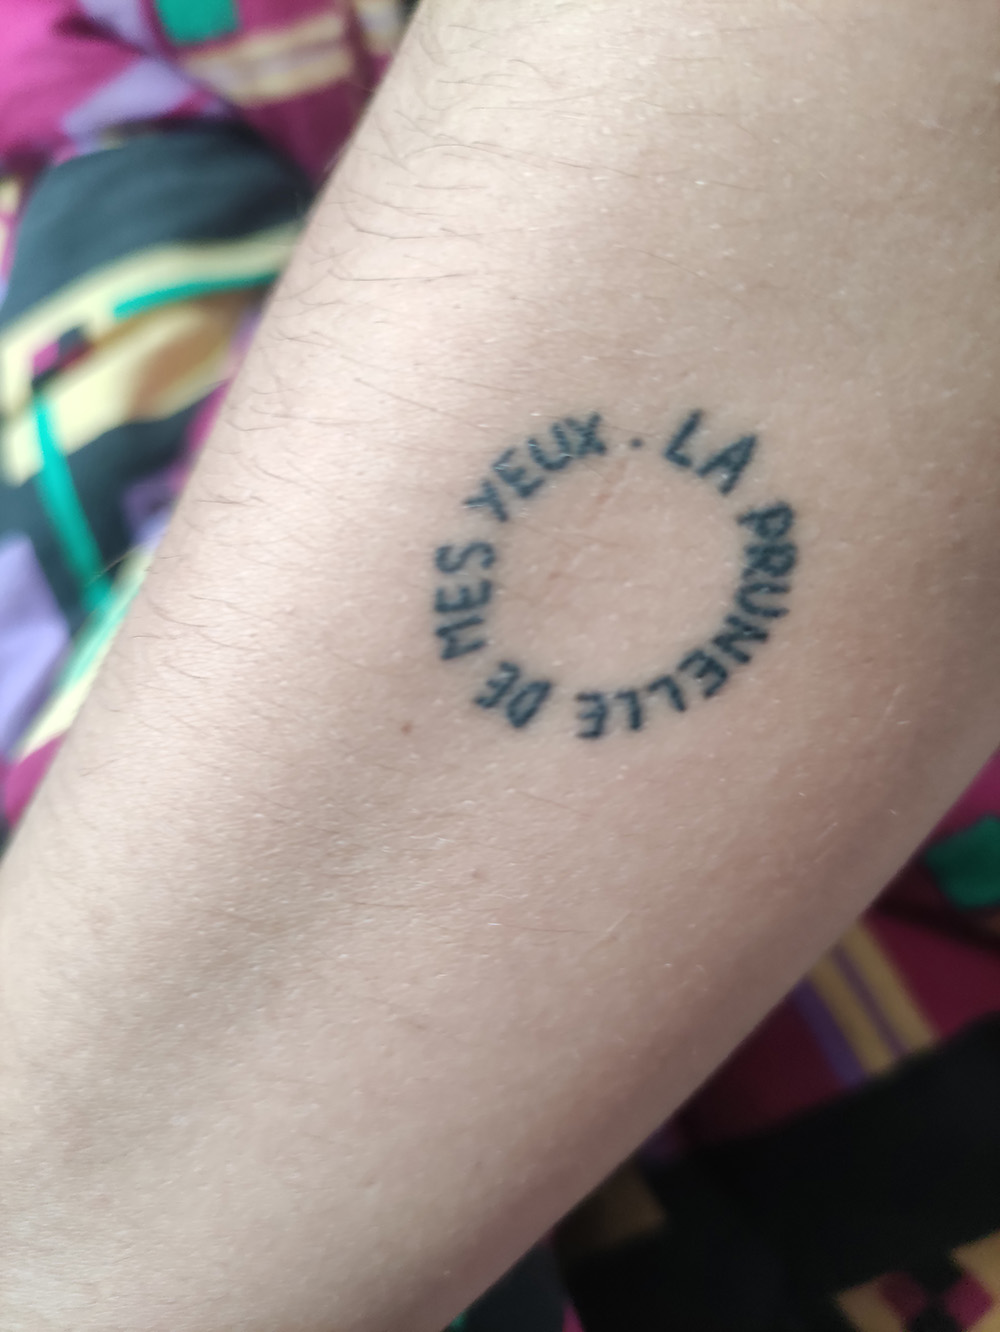 LA PRUNELLE DE MES YEUX .